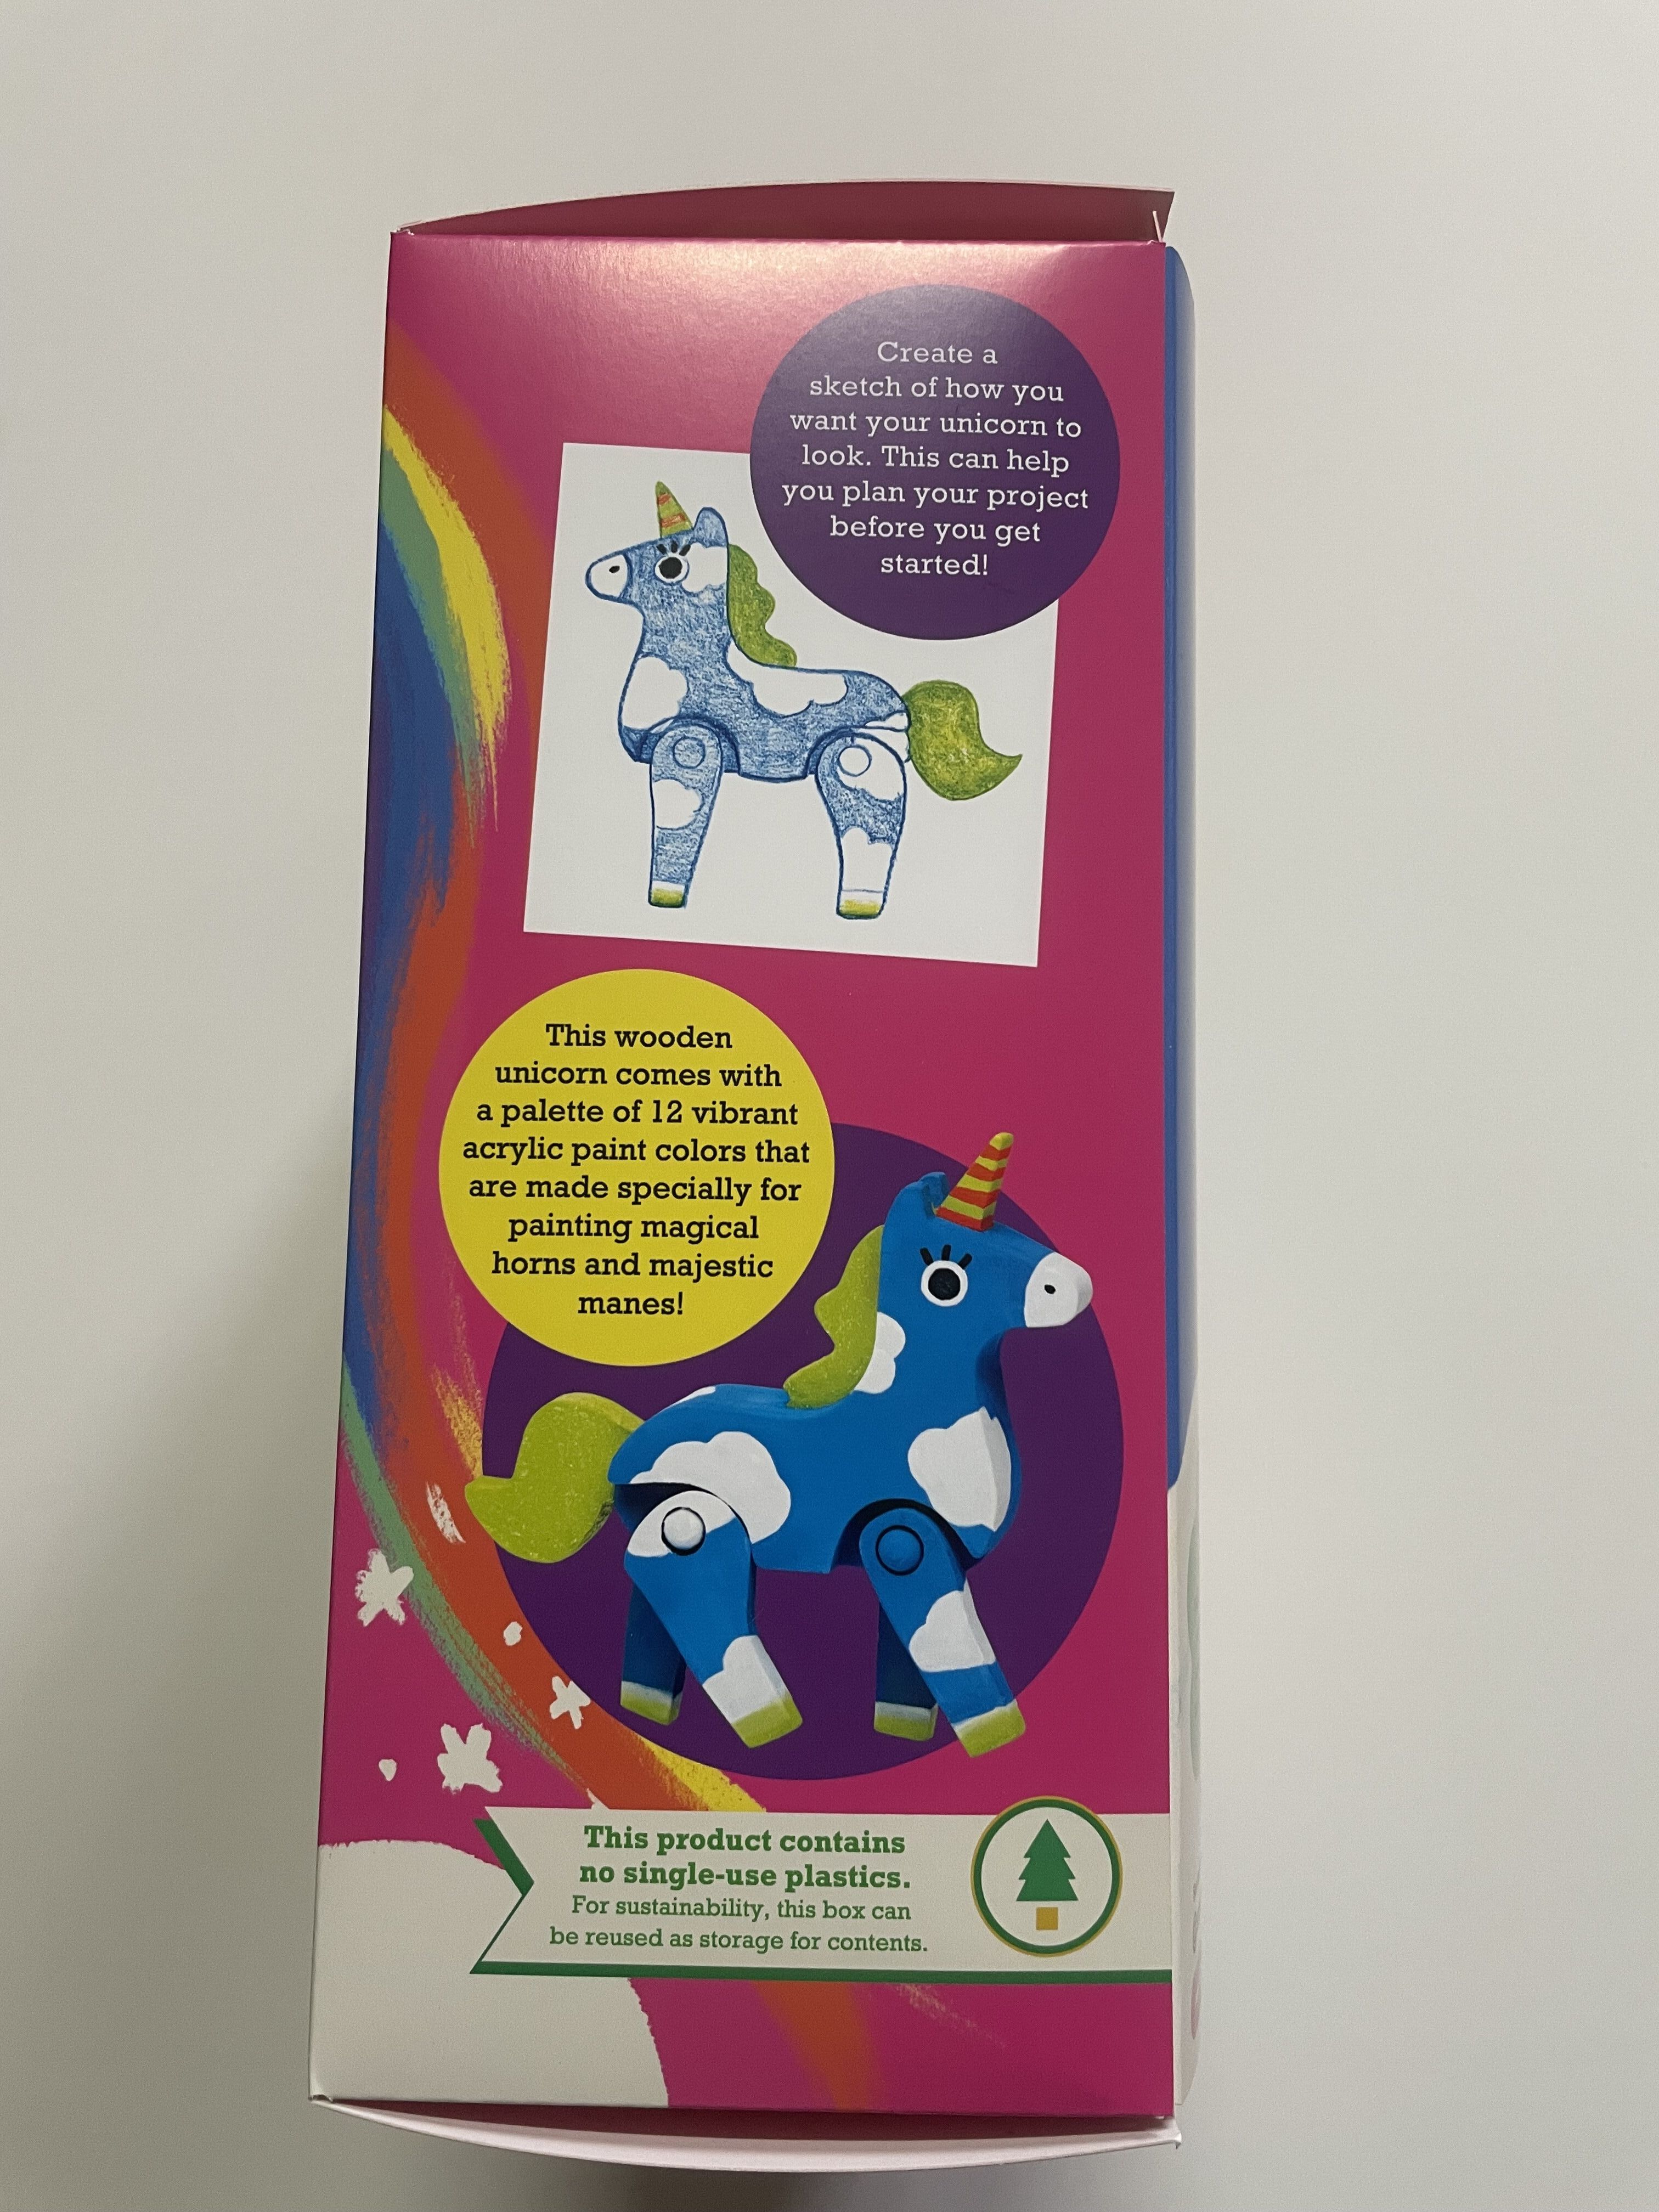 Create a
sketch of how you
want your unicorn to
look. This can help
you plan your project
before you get
started!
This wooden
unicorn comes with
a palette of 12 vibrant
acrylic paint colors that
are made specially for
painting magical
horns and majestic
manes!
This product contains
no single-use plastics.
For sustainability, this box can
be reused as storage for contents.